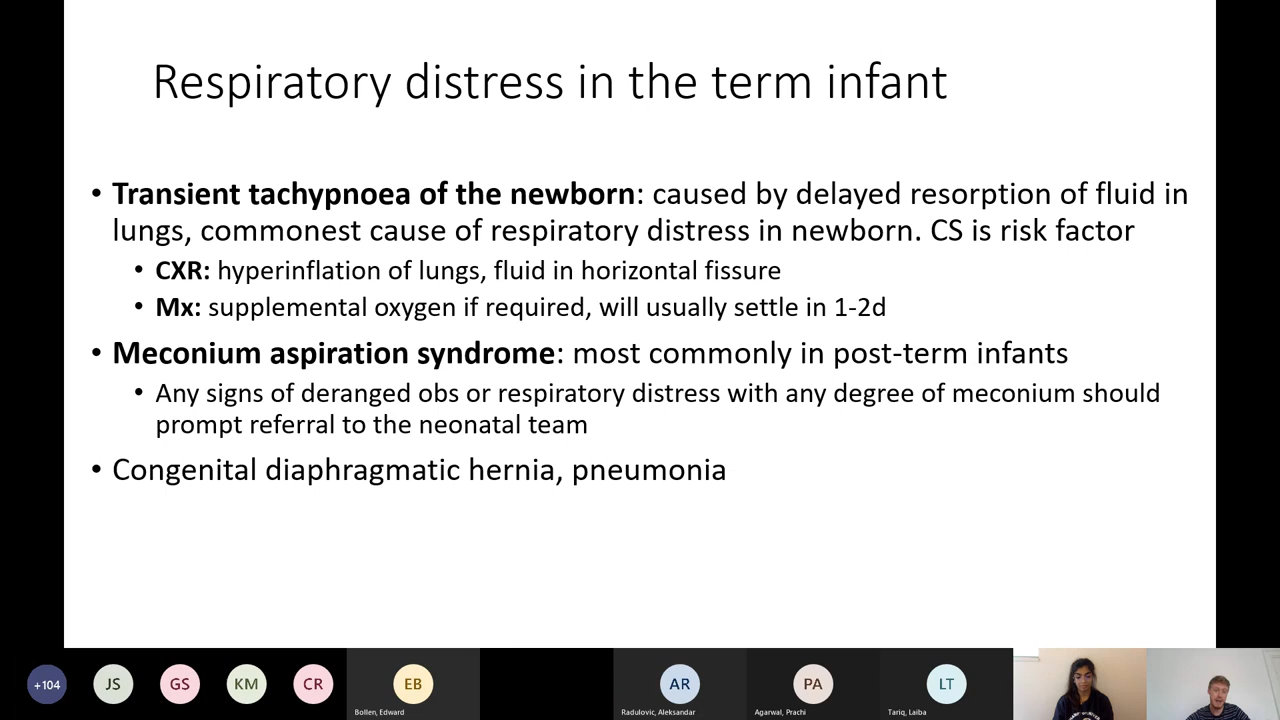 Respiratory distress in the term infant
• Transient tachypnoea of the newborn: caused by delayed resorption of fluid in
lungs, commonest cause of respiratory distress in newborn. CS is risk factor
• CXR: hyperinflation of lungs, fluid in horizontal fissure
• Mx: supplemental oxygen if required, will usually settle in 1-2d
• Meconium aspiration syndrome: most commonly in post-term infants
• Any signs of deranged obs or respiratory distress with any degree of meconium should
prompt referral to the neonatal team
• Congenital diaphragmatic hernia, pneumonia
+104 JS GS KM CR EB AR PA LT
Bollen, Edward Radulovic, Aleksandar Agarwal, Prachi Tariq, Laiba